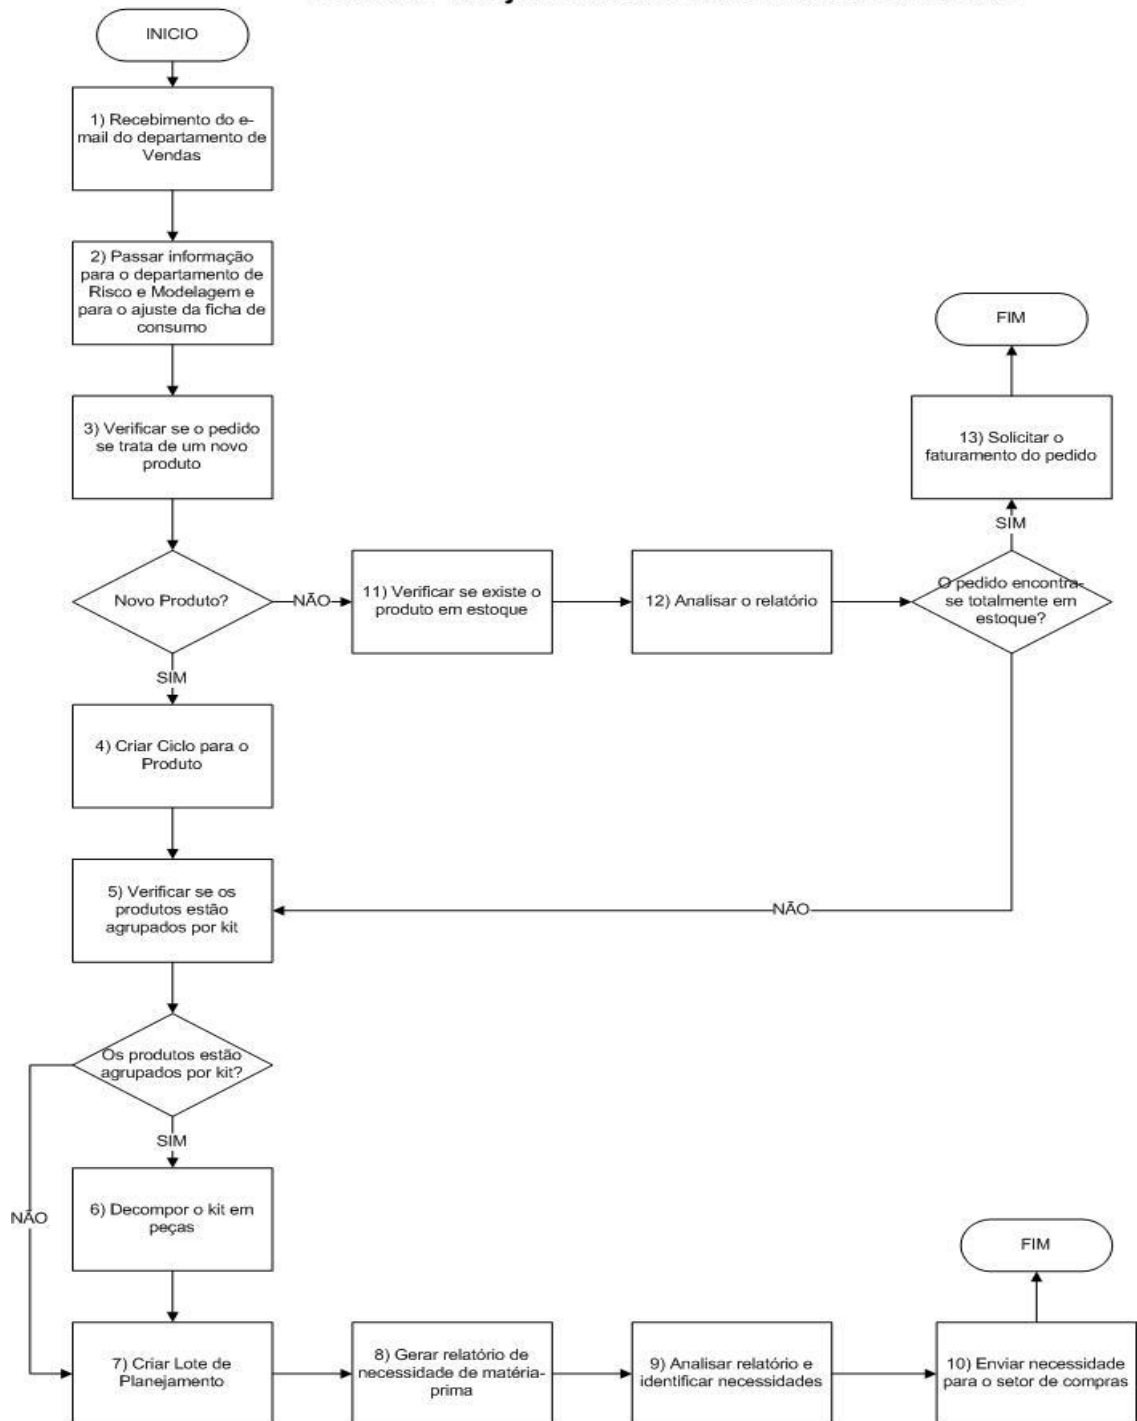 INICIO
1) Recebimento do e-
mail do departamento de
Vendas
2) Passar informação
para o departamento de
Risco e Modelagem e
para o ajuste da ficha de
consumo
FIM
3) Verificar se o pedido
se trata de um novo
produto
13) Solicitar o
faturamento do pedido
SIM
Novo Produto?
NÃO
11) Verificar se existe o
produto em estoque
12) Analisar o relatório
O pedido encontra-
se totalmente em
estoque?
SIM
4) Criar Ciclo para o
Produto
5) Verificar se os
produtos estão
agrupados por kit
NÃO
Os produtos estão
agrupados por kit?
SIM
NÃO
6) Decompor o kit em
peças
FIM
7) Criar Lote de
Planejamento
8) Gerar relatório de
necessidade de matéria-
prima
9) Analisar relatório e
identificar necessidades
10) Enviar necessidade
para o setor de compras